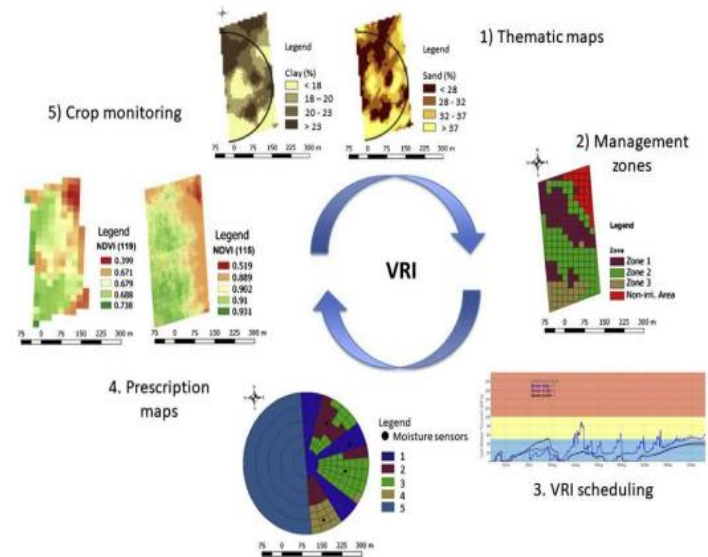 1) Thematic maps
Legend
Clay (%)
< 18
18 – 20
20 - 23
> 23
75 0 75 150 225 300 m
Legend
Sand (%)
< 28
28 - 32
32 - 37
> 37
75 0 75 150 225 300 m
2) Management
zones
Legend
Zone
Zone 1
Zone 2
Zone 3
Non-irri. Area
75 0 75 150 225 300 m
3. VRI scheduling
4. Prescription
maps
Legend
Moisture sensors
1
2
3
4
5
75 0 75 150 225 300 m
5) Crop monitoring
Legend
NDVI (119)
0.399
0.671
0.679
0.688
0.738
75 0 75 150 225 300 m
Legend
NDVI (115)
0.519
0.889
0.902
0.91
0.931
75 0 75 150 225 300 m
VRI